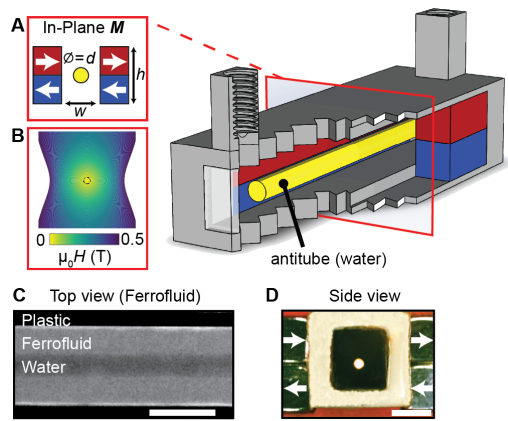 A
In-Plane M
Ø=d
h
w
B
0
0.5
μ₀H (T)
antitube (water)
C
Top view (Ferrofluid)
Plastic
Ferrofluid
Water
D
Side view